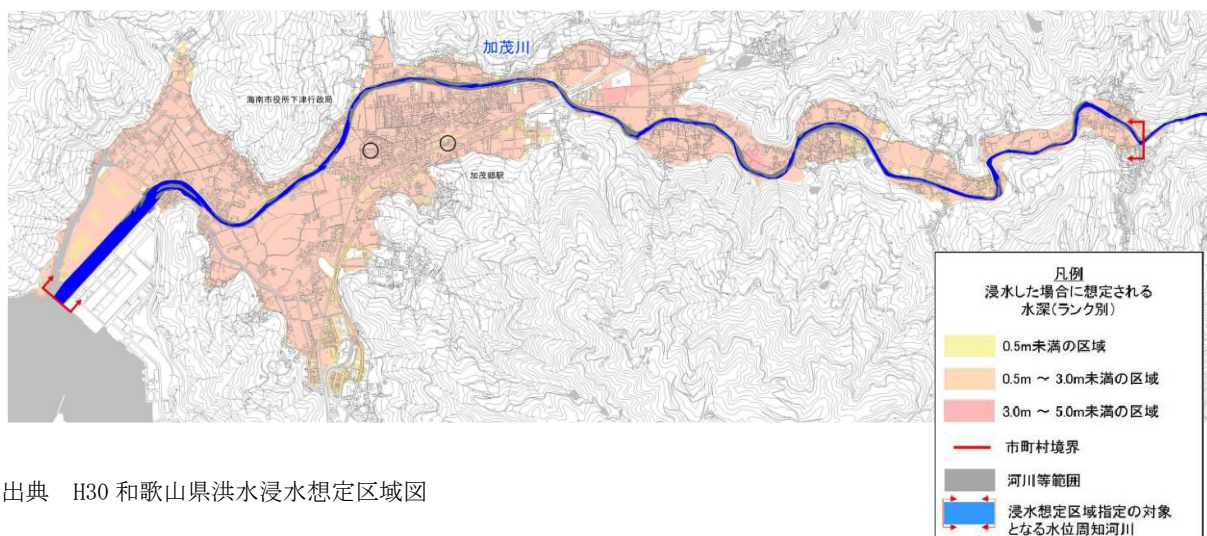 加茂川
海南市役所下津行政局
加茂郷駅
凡例
浸水した場合に想定される
水深(ランク別)
0.5m未満の区域
0.5m ~ 3.0m未満の区域
3.0m ~ 5.0m未満の区域
市町村境界
河川等範囲
浸水想定区域指定の対象
となる水位周知河川
出典 H30 和歌山県洪水浸水想定区域図